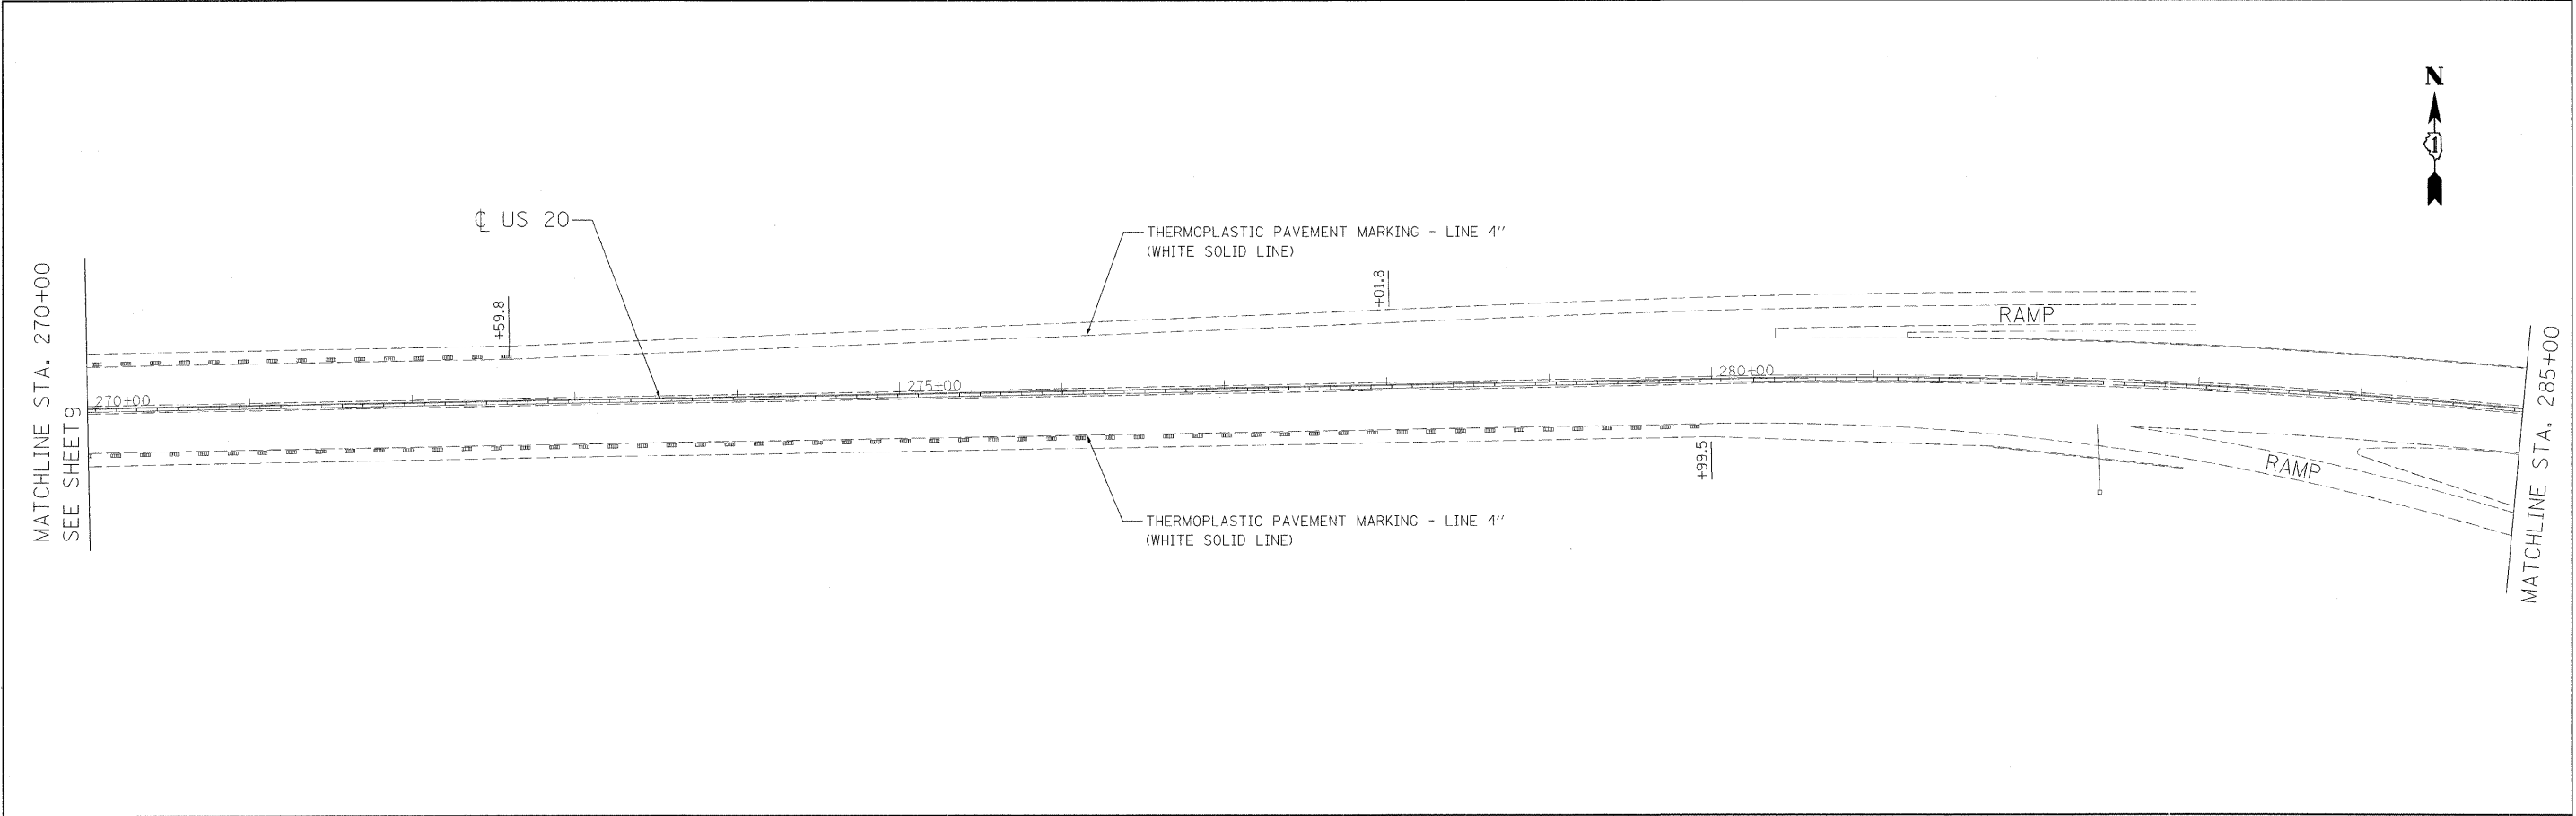 N
1
℄ US 20
THERMOPLASTIC PAVEMENT MARKING - LINE 4"
(WHITE SOLID LINE)
MATCHLINE STA. 270+00
SEE SHEET9
+59.8
+01.8
RAMP
270+00
275+00
280+00
+99.5
RAMP
MATCHLINE STA. 285+00
THERMOPLASTIC PAVEMENT MARKING - LINE 4"
(WHITE SOLID LINE)